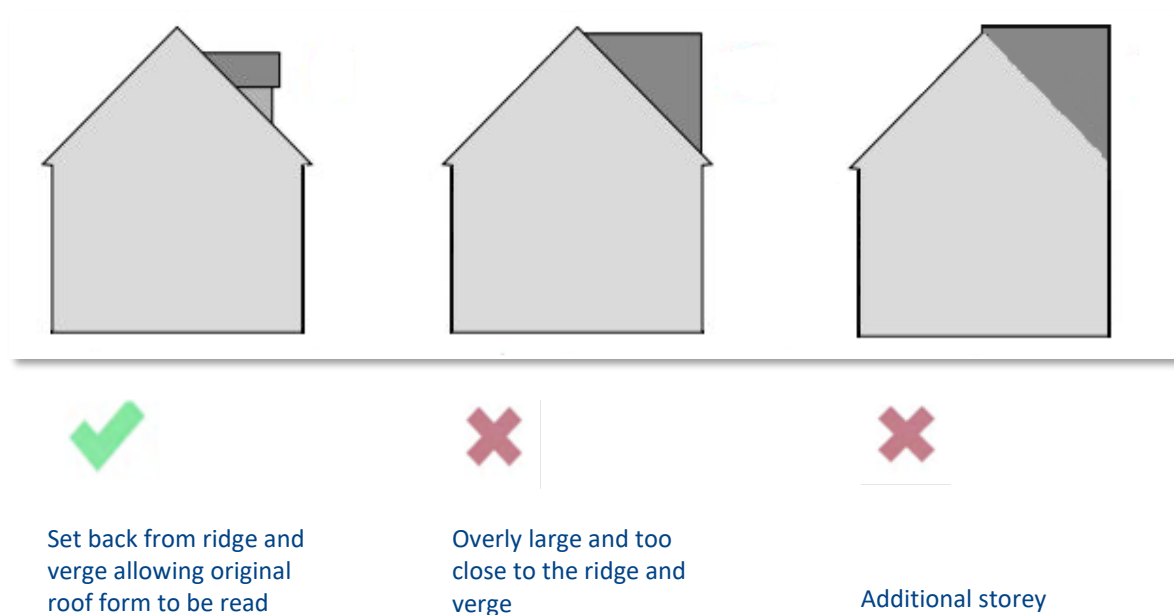 Set back from ridge and
verge allowing original
roof form to be read
Overly large and too
close to the ridge and
verge
Additional storey